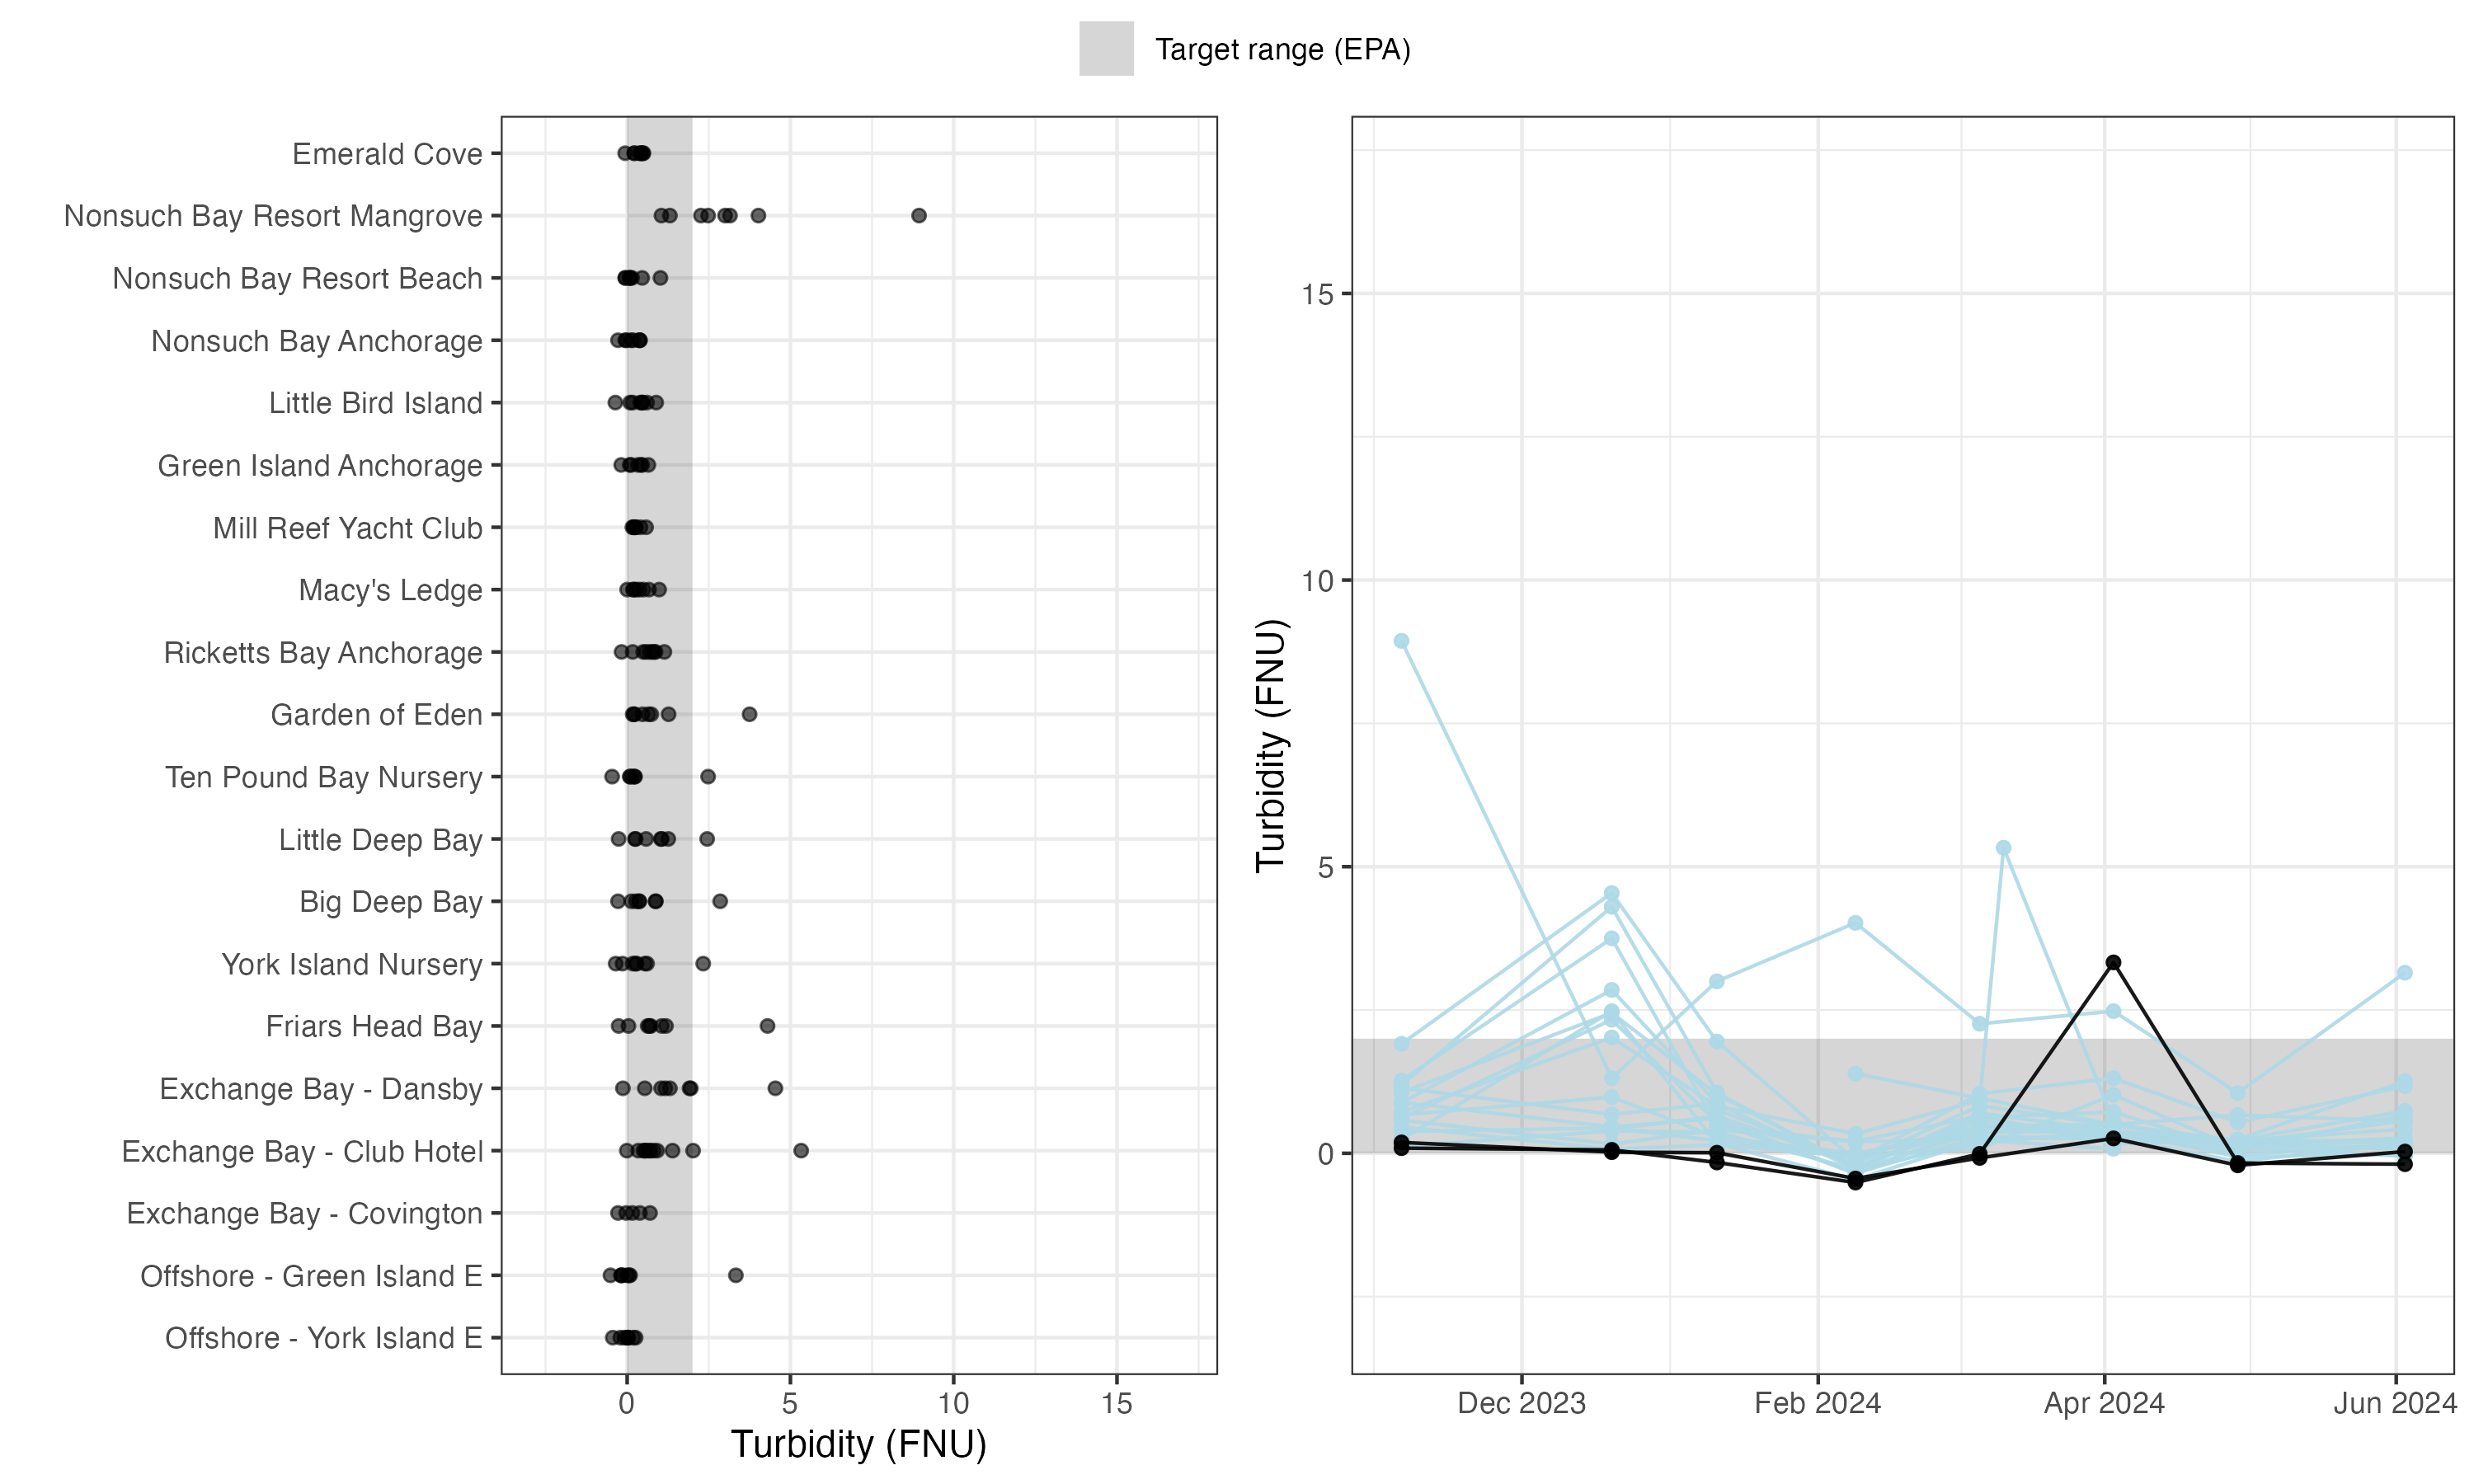 Target range (EPA)
Emerald Cove
Nonsuch Bay Resort Mangrove
Nonsuch Bay Resort Beach
Nonsuch Bay Anchorage
Little Bird Island
Green Island Anchorage
Mill Reef Yacht Club
Macy's Ledge
Ricketts Bay Anchorage
Garden of Eden
Ten Pound Bay Nursery
Little Deep Bay
Big Deep Bay
York Island Nursery
Friars Head Bay
Exchange Bay - Dansby
Exchange Bay - Club Hotel
Exchange Bay - Covington
Offshore - Green Island E
Offshore - York Island E
0 5 10 15
Turbidity (FNU)
Turbidity (FNU)
15
10
5
0
Dec 2023 Feb 2024 Apr 2024 Jun 2024